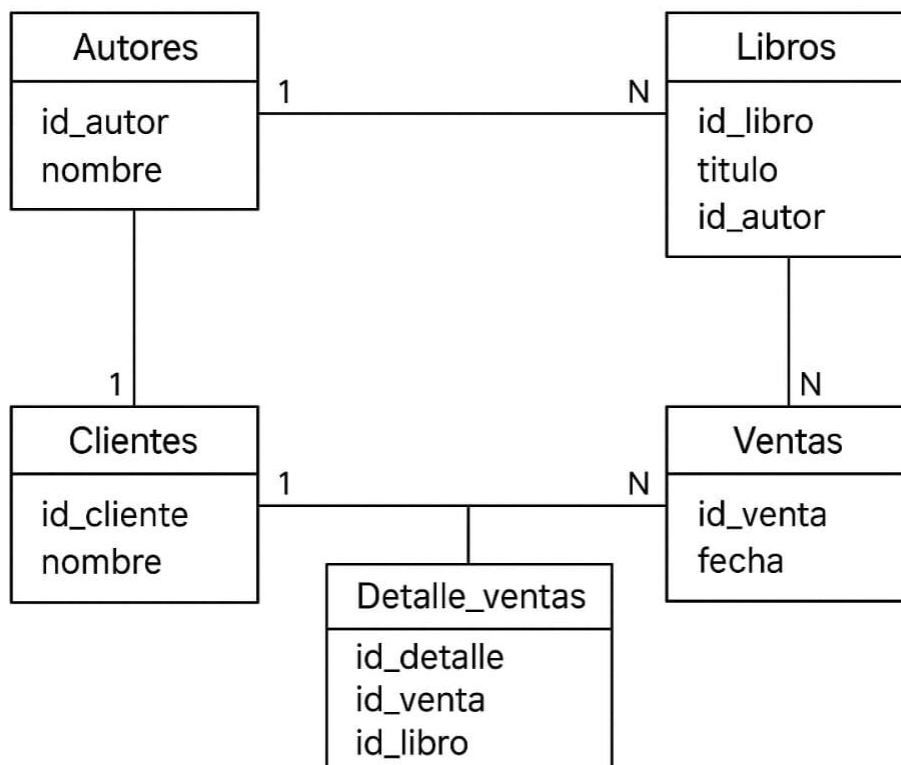 Autores
id_autor
nombre
1
N
Libros
id_libro
titulo
id_autor
1
N
Clientes
id_cliente
nombre
1
N
Ventas
id_venta
fecha
Detalle_ventas
id_detalle
id_venta
id_libro